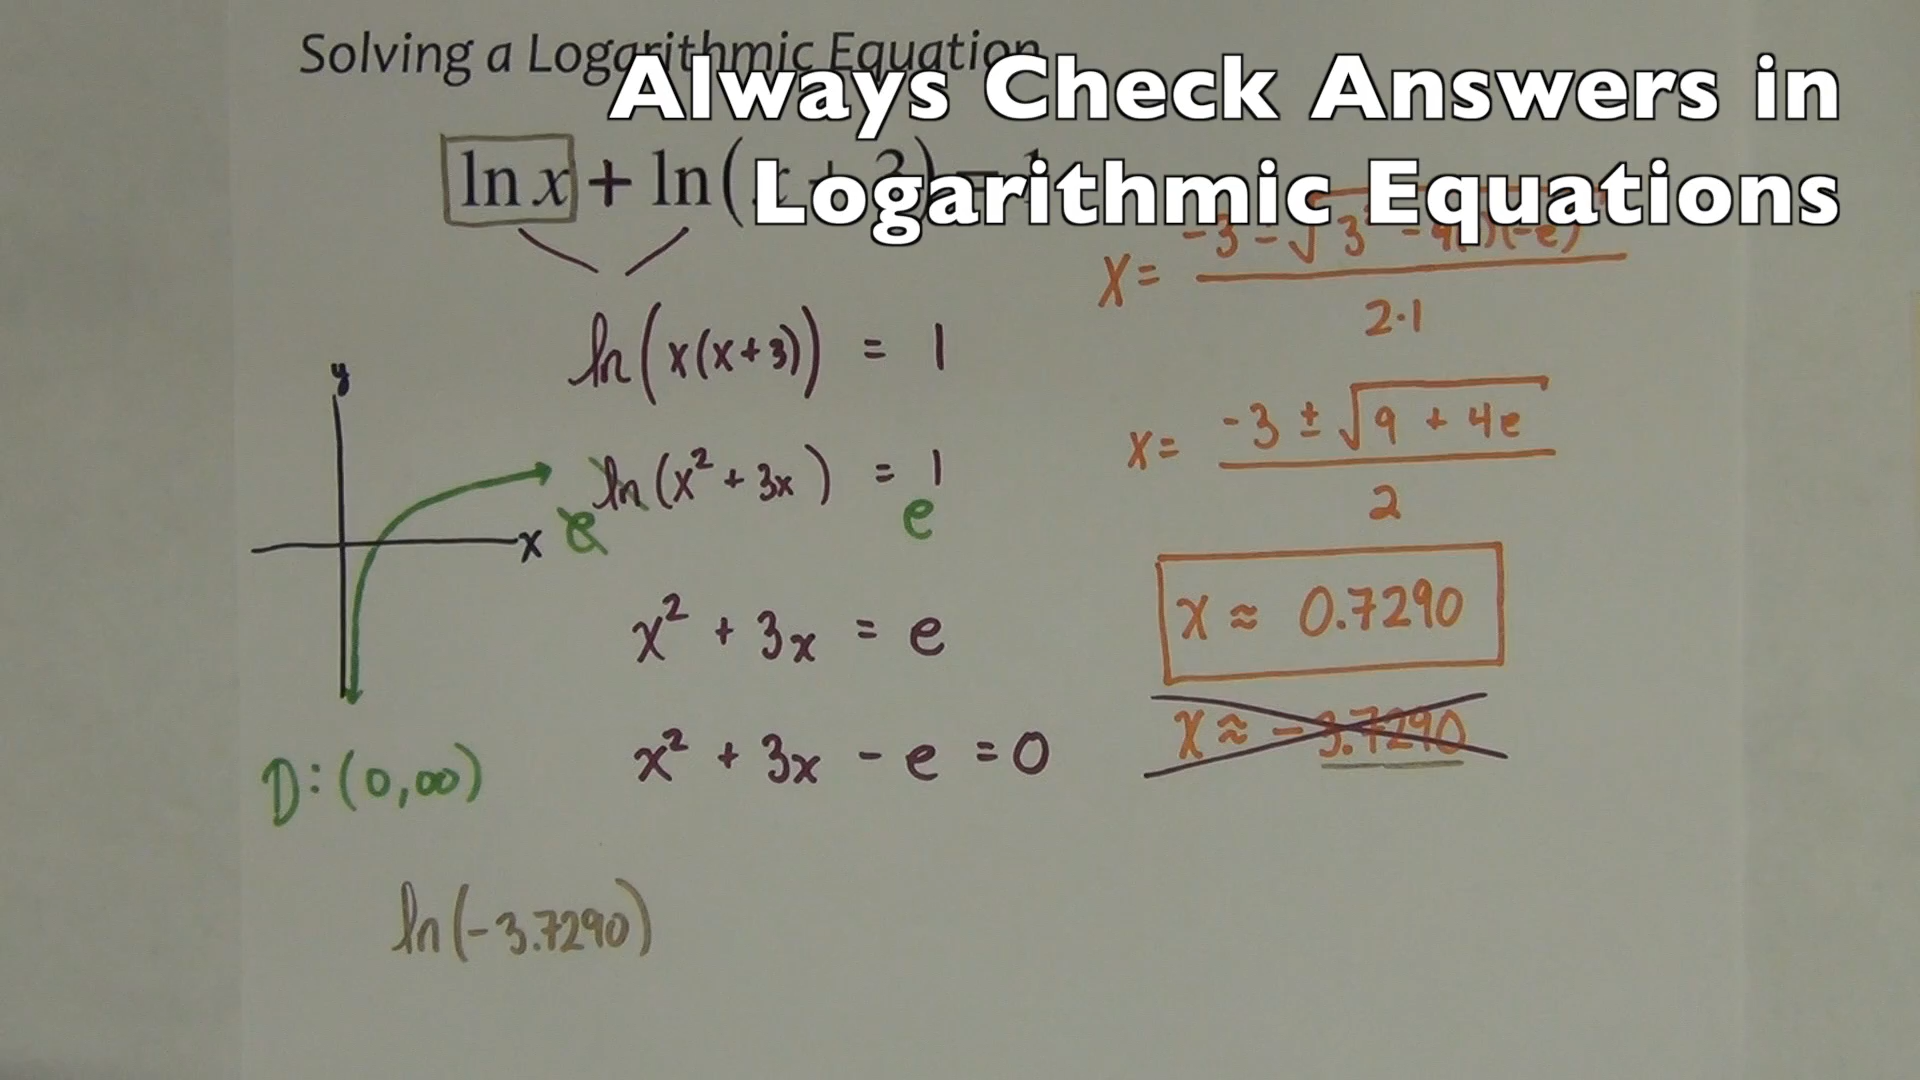 Solving a Logarithmic Equation
Always Check Answers in
Logarithmic Equations
ln x + ln(
ln(x(x+3)) = 1
ln(x² + 3x) = 1
e e
x² + 3x = e
x² + 3x - e = 0
y
x
D: (0,∞)
ln(-3.7290)
x =
2·1
x = -3 ± √9 + 4e
2
x ≈ 0.7290
x ≈ -3.7290